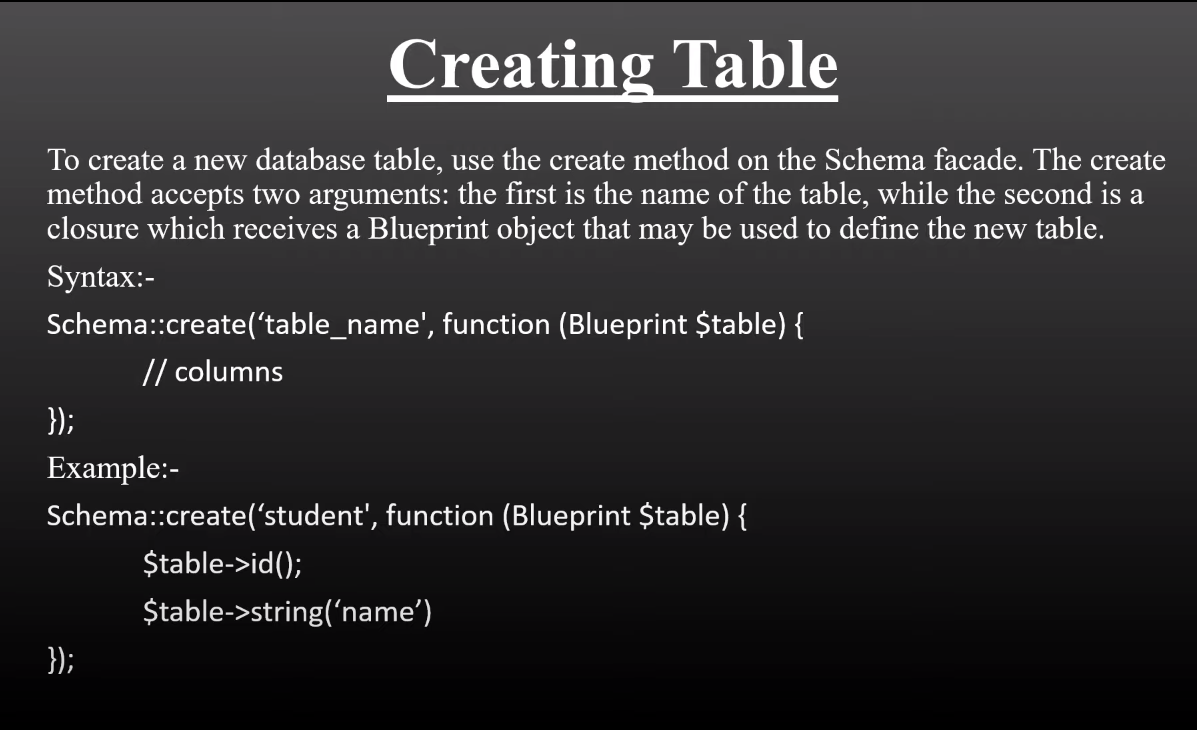 Creating Table
To create a new database table, use the create method on the Schema facade. The create
method accepts two arguments: the first is the name of the table, while the second is a
closure which receives a Blueprint object that may be used to define the new table.
Syntax:-
Schema::create(‘table_name', function (Blueprint $table) {
// columns
});
Example:-
Schema::create(‘student', function (Blueprint $table) {
$table->id();
$table->string(‘name’)
});